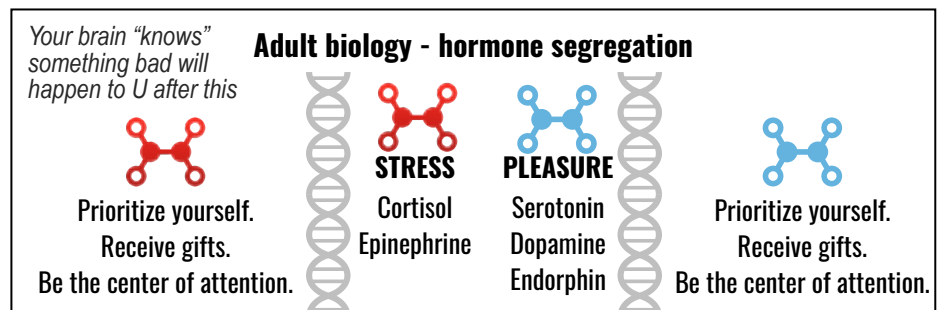 Your brain “knows”
something bad will
happen to U after this
Adult biology - hormone segregation
Prioritize yourself.
Receive gifts.
Be the center of attention.
STRESS
Cortisol
Epinephrine
PLEASURE
Serotonin
Dopamine
Endorphin
Prioritize yourself.
Receive gifts.
Be the center of attention.